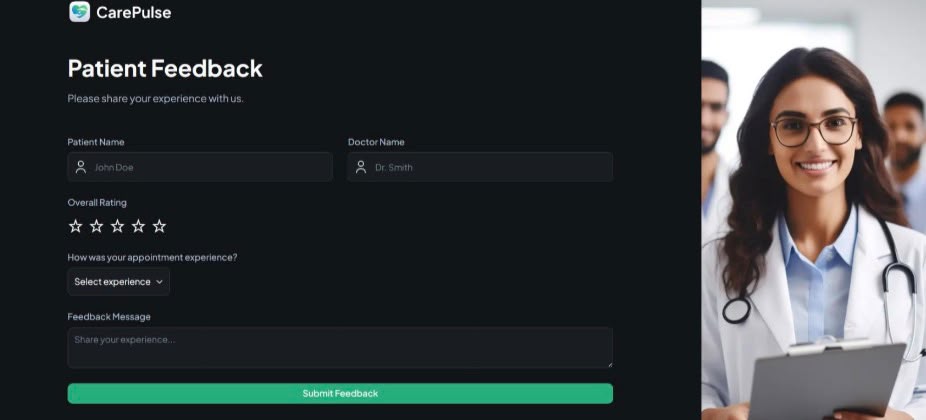 CarePulse
Patient Feedback
Please share your experience with us.
Patient Name
Doctor Name
John Doe
Dr. Smith
Overall Rating
How was your appointment experience?
Select experience
Feedback Message
Share your experience...
Submit Feedback